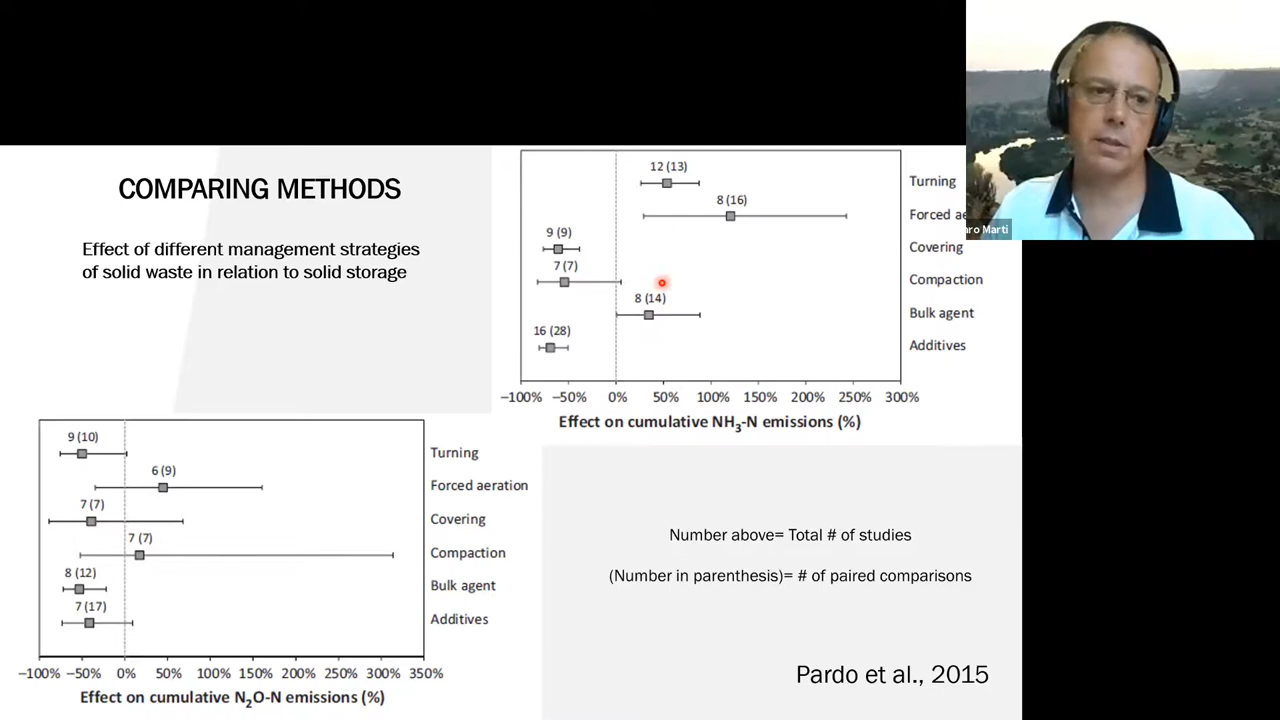 COMPARING METHODS
Effect of different management strategies
of solid waste in relation to solid storage
12 (13)
Turning
8 (16)
Forced ae
9 (9)
Covering
7 (7)
Compaction
8 (14)
Bulk agent
16 (28)
Additives
−100% −50% 0% 50% 100% 150% 200% 250% 300%
Effect on cumulative NH₃-N emissions (%)
ro Marti
9 (10)
Turning
6 (9)
Forced aeration
7 (7)
Covering
7 (7)
Compaction
8 (12)
Bulk agent
7 (17)
Additives
−100% −50% 0% 50% 100% 150% 200% 250% 300% 350%
Effect on cumulative N₂O-N emissions (%)
Number above= Total # of studies
(Number in parenthesis)= # of paired comparisons
Pardo et al., 2015